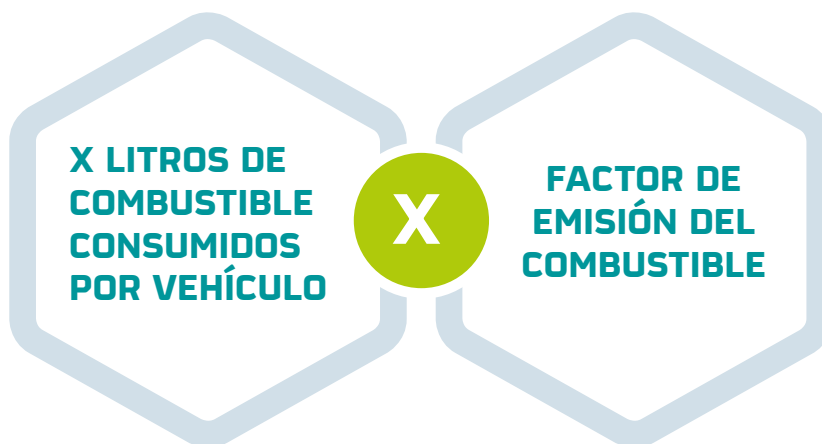 X LITROS DE
COMBUSTIBLE
CONSUMIDOS
POR VEHÍCULO
X
FACTOR DE
EMISIÓN DEL
COMBUSTIBLE